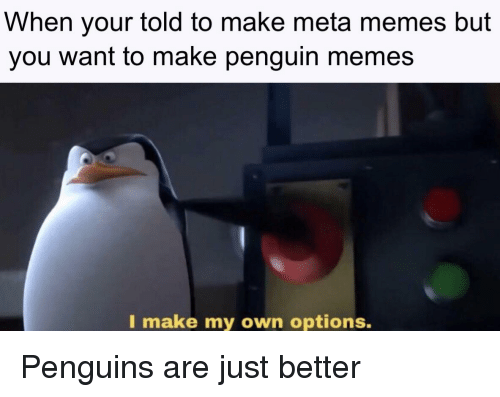 When your told to make meta memes but
you want to make penguin memes
I make my own options.
Penguins are just better